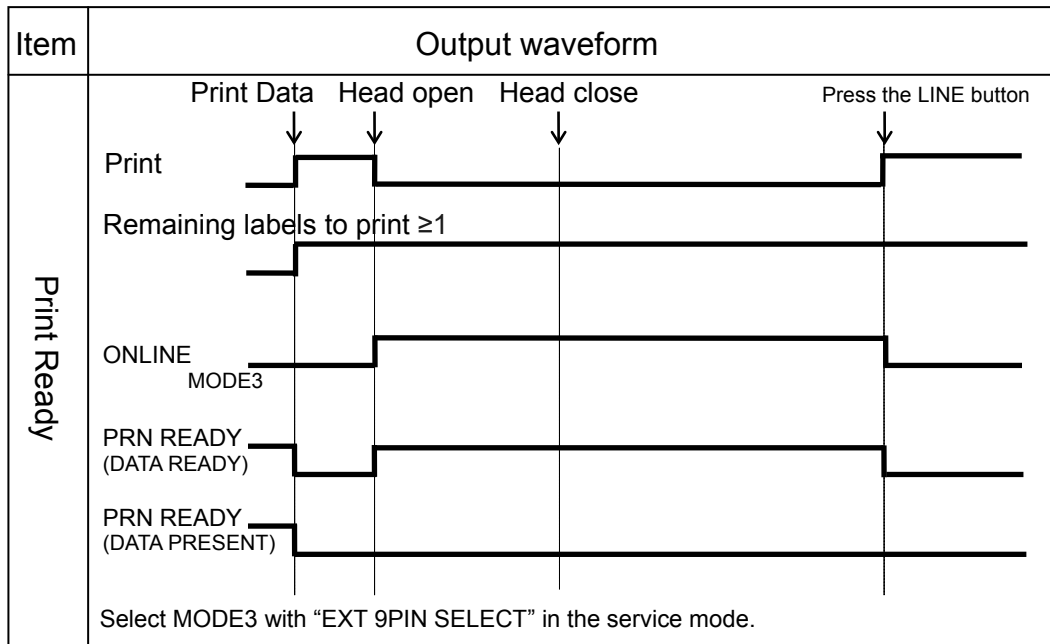 Item
Output waveform
Print Ready
Print Data Head open Head close Press the LINE button
Print
Remaining labels to print ≥1
ONLINE
MODE3
PRN READY
(DATA READY)
PRN READY
(DATA PRESENT)
Select MODE3 with “EXT 9PIN SELECT” in the service mode.